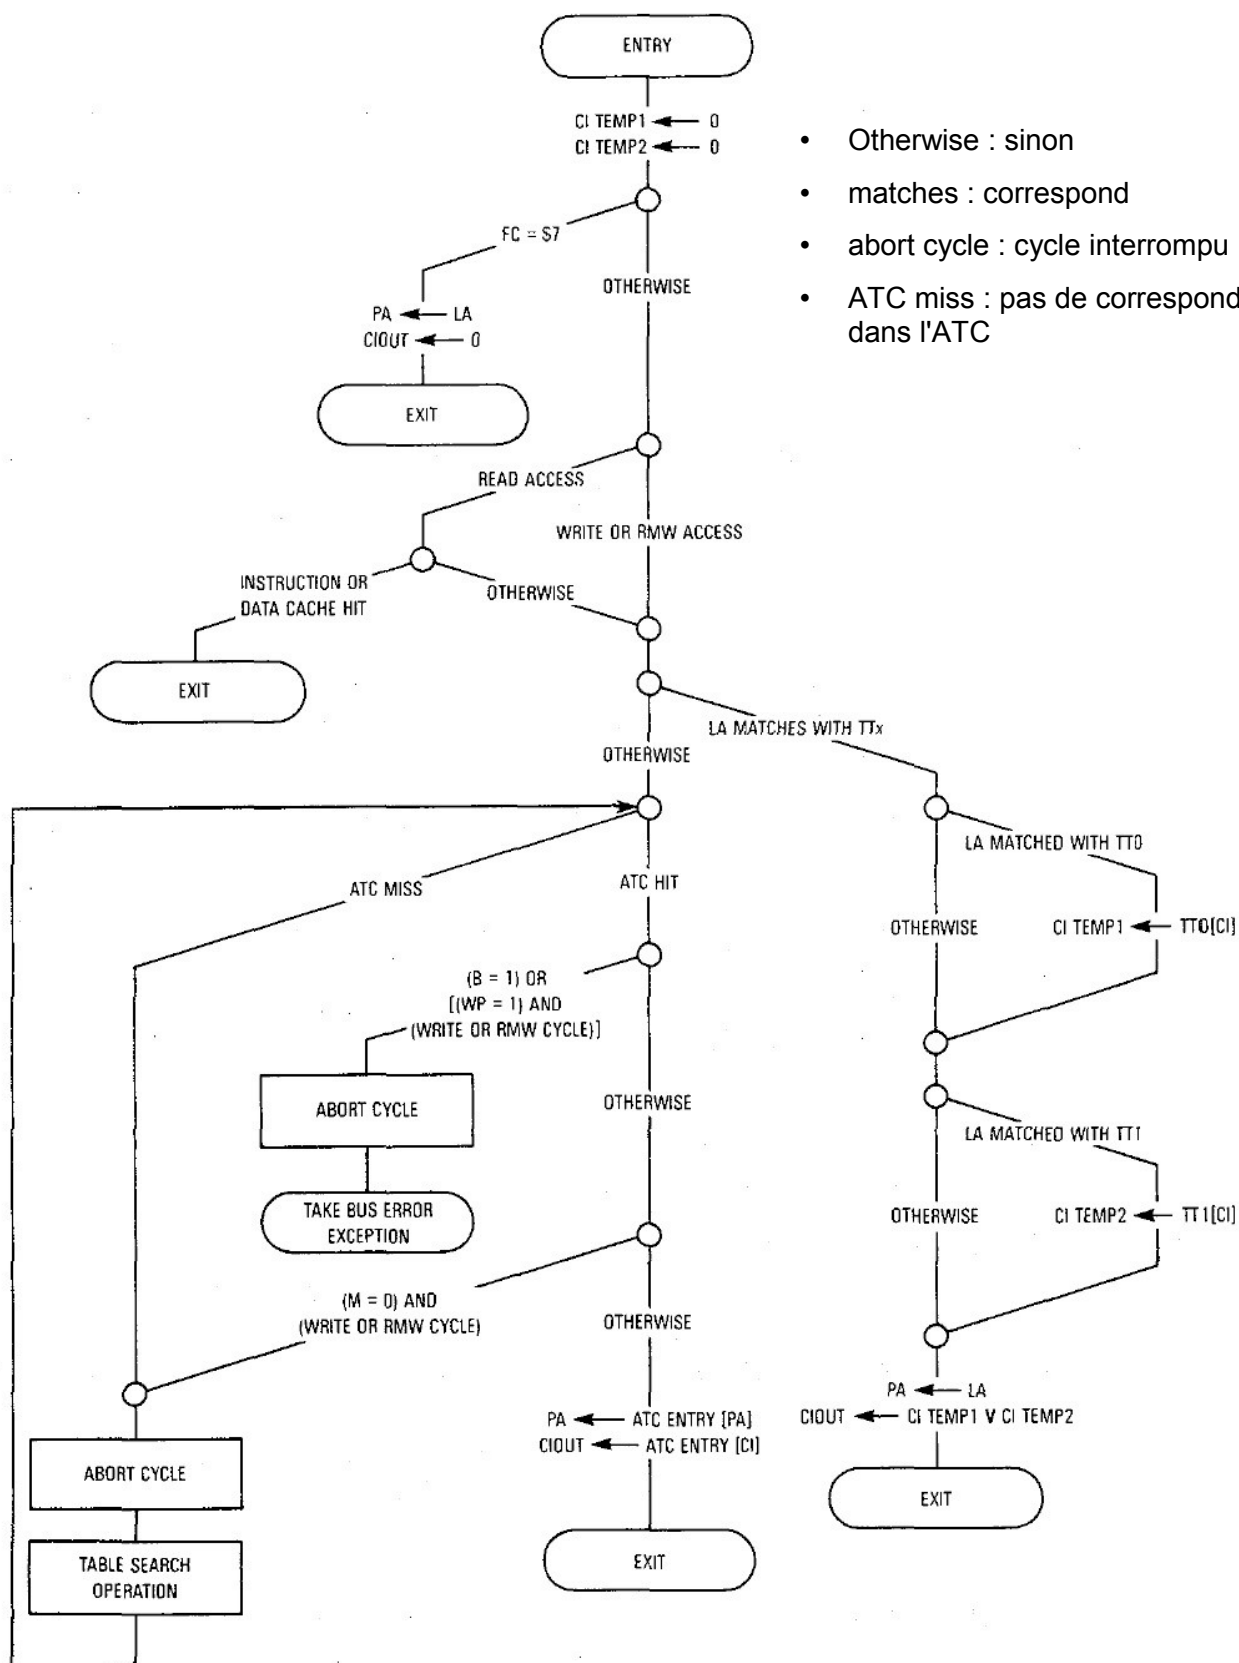 ENTRY
CI TEMP1 ← 0
CI TEMP2 ← 0
• Otherwise : sinon
• matches : correspond
• abort cycle : cycle interrompu
• ATC miss : pas de correspond
dans l'ATC
FC = $7
OTHERWISE
PA ← LA
CIOUT ← 0
EXIT
READ ACCESS
WRITE OR RMW ACCESS
INSTRUCTION OR
DATA CACHE HIT
OTHERWISE
EXIT
LA MATCHES WITH TTx
OTHERWISE
LA MATCHED WITH TT0
ATC MISS
ATC HIT
OTHERWISE
CI TEMP1 ← TT0[CI]
(B = 1) OR
[(WP = 1) AND
(WRITE OR RMW CYCLE)]
ABORT CYCLE
OTHERWISE
LA MATCHED WITH TT1
TAKE BUS ERROR
EXCEPTION
OTHERWISE
CI TEMP2 ← TT1[CI]
(M = 0) AND
(WRITE OR RMW CYCLE)
OTHERWISE
PA ← LA
CIOUT ← CI TEMP1 V CI TEMP2
PA ← ATC ENTRY [PA]
CIOUT ← ATC ENTRY [CI]
ABORT CYCLE
EXIT
TABLE SEARCH
OPERATION
EXIT